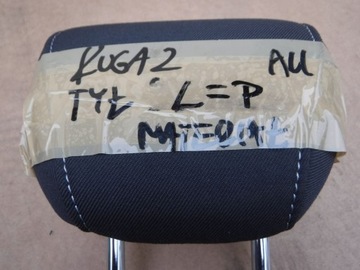 KUGA2 AU
TYŁ L=P
MATERIAŁ